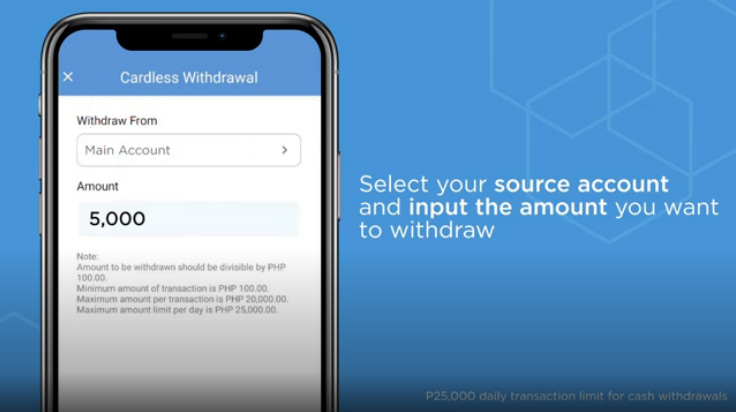 Cardless Withdrawal
Withdraw From
Main Account
Amount
5,000
Note:
Amount to be withdrawn should be divisible by PHP
100.00.
Minimum amount of transaction is PHP 100.00.
Maximum amount per transaction is PHP 20,000.00.
Maximum amount limit per day is PHP 25,000.00.
Select your source account
and input the amount you want
to withdraw
P25,000 daily transaction limit for cash withdrawals